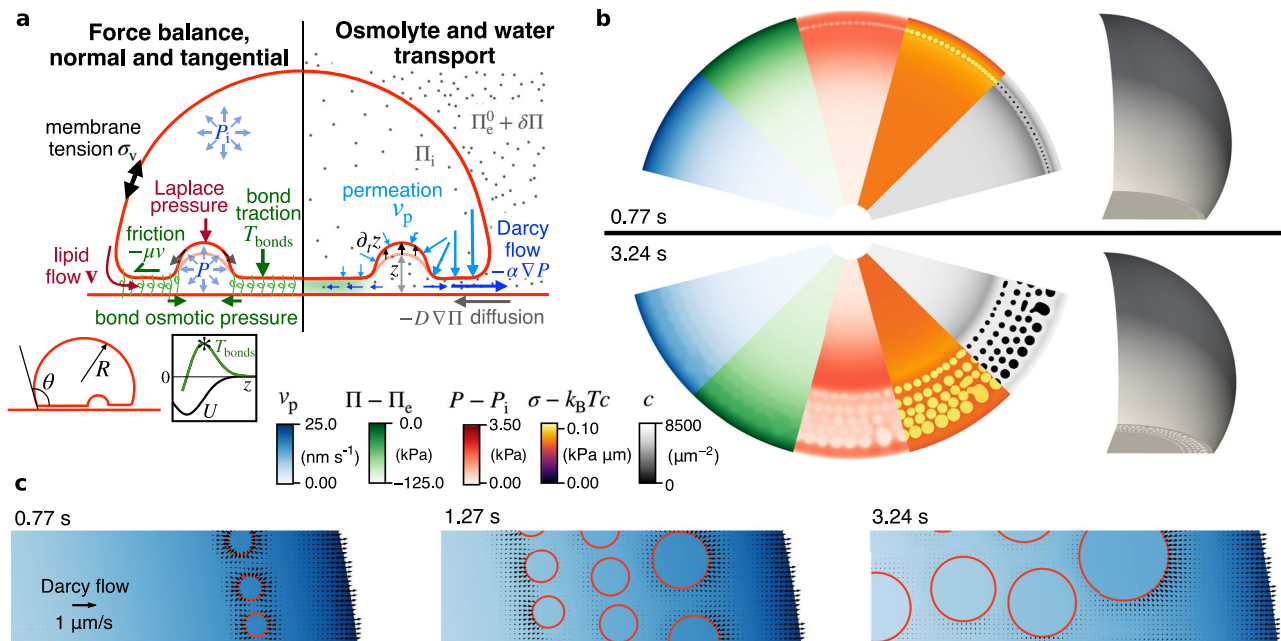 a
Force balance,
normal and tangential
Osmolyte and water
transport
P_i
membrane
tension σ_v
Π_e^0 + δΠ
Π_i
Laplace
pressure
bond
traction
T_bonds
permeation
v_p
friction
−μv
lipid
flow v
P
∂_t z
z
Darcy
flow
−α∇P
bond osmotic pressure
−D∇Π diffusion
θ
R
*
T_bonds
0
z
U
v_p
25.0
(nm s⁻¹)
0.00
Π − Π_e
0.0
(kPa)
−125.0
P − P_i
3.50
(kPa)
0.00
σ − k_BTc
0.10
(kPa μm)
0.00
c
8500
(μm⁻²)
0
b
0.77 s
3.24 s
c
0.77 s
Darcy flow
1 μm/s
1.27 s
3.24 s